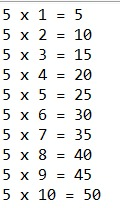 5 x 1 = 5
5 x 2 = 10
5 x 3 = 15
5 x 4 = 20
5 x 5 = 25
5 x 6 = 30
5 x 7 = 35
5 x 8 = 40
5 x 9 = 45
5 x 10 = 50